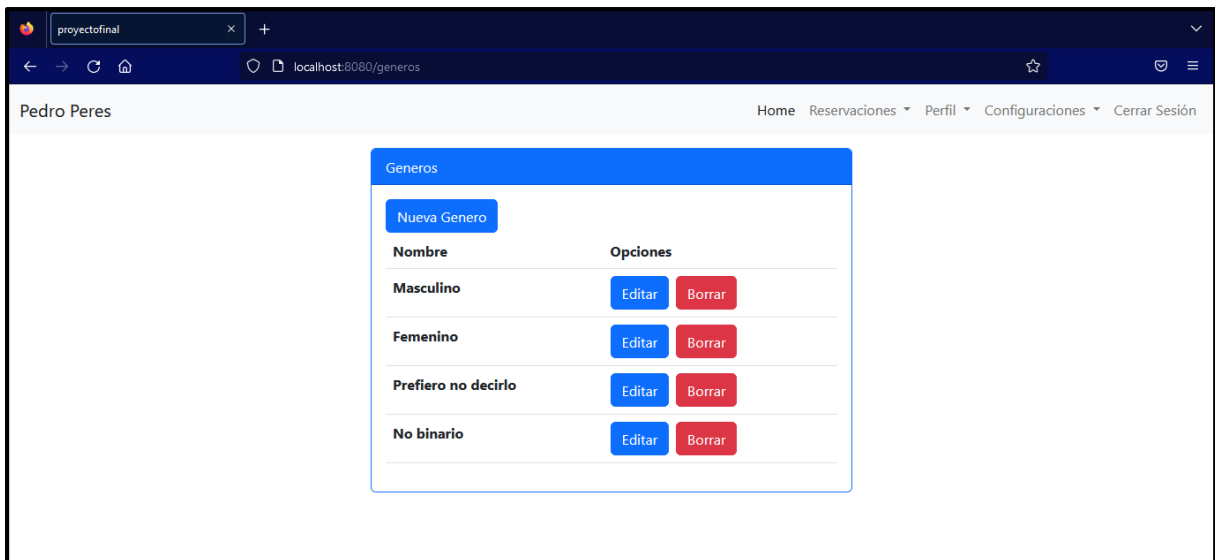 proyectofinal
localhost:8080/generos
Pedro Peres Home Reservaciones Perfil Configuraciones Cerrar Sesión
Generos
Nueva Genero
Nombre Opciones
Masculino Editar Borrar
Femenino Editar Borrar
Prefiero no decirlo Editar Borrar
No binario Editar Borrar